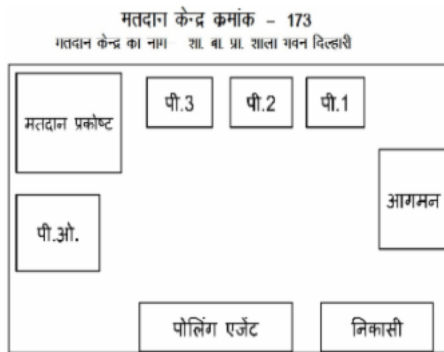 मतदान केन्द्र क्रमांक - 173
मतदान केन्द्र का नाम शा. बा. प्रा. शाला भवन दिल्हारी
पी.3 पी.2 पी.1
मतदान प्रकोष्ट
आगमन
पी.ओ.
पोलिंग एजेंट निकासी